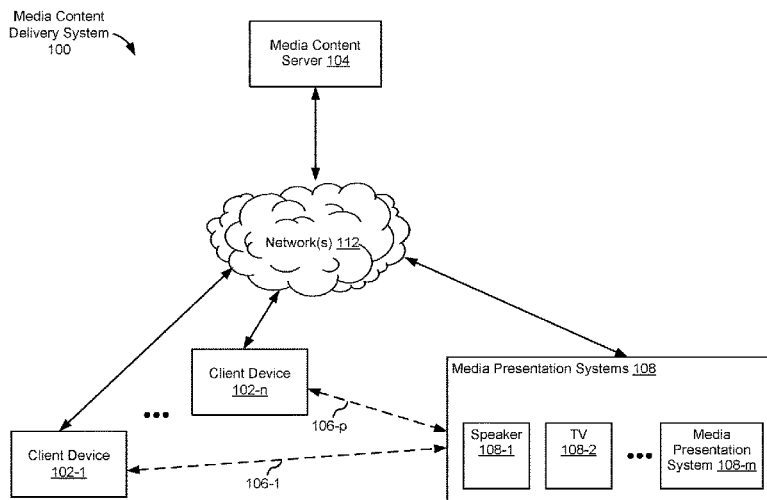 Media Content
Delivery System
100
Media Content
Server 104
Network(s) 112
Client Device
102-n
Media Presentation Systems 108
106-p
Speaker
108-1
TV
108-2
Media
Presentation
System 108-m
Client Device
102-1
106-1